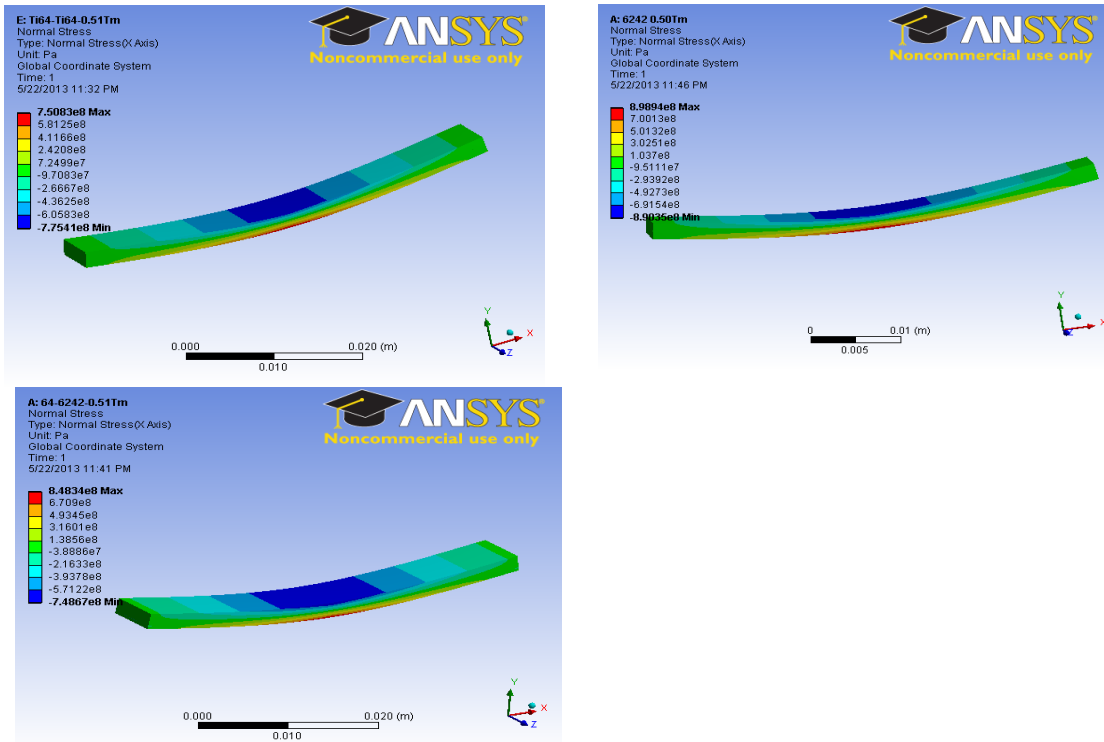 E: Ti64-Ti64-0.51Tm
Normal Stress
Type: Normal Stress(X Axis)
Unit: Pa
Global Coordinate System
Time: 1
5/22/2013 11:32 PM
ANSYS®
Noncommercial use only
7.5083e8 Max
5.8125e8
4.1166e8
2.4208e8
7.2499e7
-9.7083e7
-2.6667e8
-4.3625e8
-6.0583e8
-7.7541e8 Min
Y
X
Z
0.000 0.020 (m)
0.010
A: 6242 0.50Tm
Normal Stress
Type: Normal Stress(X Axis)
Unit: Pa
Global Coordinate System
Time: 1
5/22/2013 11:46 PM
ANSYS®
Noncommercial use only
8.9894e8 Max
7.0013e8
5.0132e8
3.0251e8
1.037e8
-9.5111e7
-2.9392e8
-4.9273e8
-6.9154e8
-8.9035e8 Min
Y
X
Z
0 0.01 (m)
0.005
A: 64-6242-0.51Tm
Normal Stress
Type: Normal Stress(X Axis)
Unit: Pa
Global Coordinate System
Time: 1
5/22/2013 11:41 PM
ANSYS®
Noncommercial use only
8.4834e8 Max
6.709e8
4.9345e8
3.1601e8
1.3856e8
-3.8886e7
-2.1633e8
-3.9378e8
-5.7122e8
-7.4867e8 Min
Y
X
Z
0.000 0.020 (m)
0.010